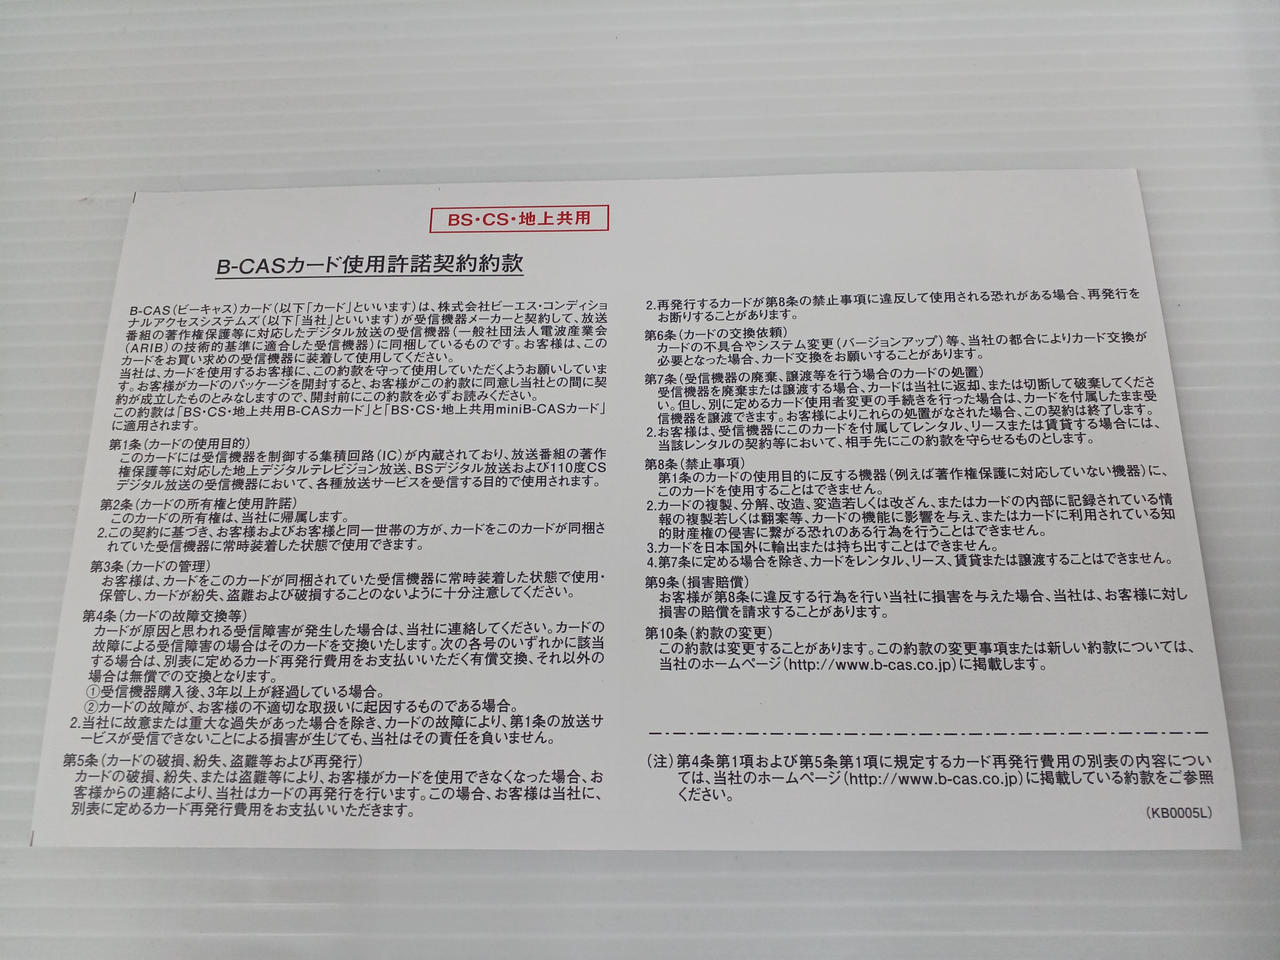 BS・CS・地上共用
B-CASカード使用許諾契約約款
B-CAS(ビーキャス)カード(以下「カード」といいます)は、株式会社ビーエス・コンディショ
ナルアクセスシステムズ(以下「当社」といいます)が受信機器メーカーと契約して、放送
番組の著作権保護等に対応したデジタル放送の受信機器(一般社団法人電波産業会
(ARIB)の技術的基準に適合した受信機器)に同梱しているものです。お客様は、この
カードをお買い求めの受信機器に装着して使用してください。
当社は、カードを使用するお客様に、この約款を守って使用していただくようお願いしていま
す。お客様がカードのパッケージを開封すると、お客様がこの約款に同意し当社との間に契
約が成立したものとみなしますので、開封前にこの約款を必ずお読みください。
この約款は「BS・CS・地上共用B-CASカード」と「BS・CS・地上共用miniB-CASカード」
に適用されます。
第1条(カードの使用目的)
このカードには受信機器を制御する集積回路(IC)が内蔵されており、放送番組の著作
権保護等に対応した地上デジタルテレビジョン放送、BSデジタル放送および110度CS
デジタル放送の受信機器において、各種放送サービスを受信する目的で使用されます。
第2条(カードの所有権と使用許諾)
このカードの所有権は、当社に帰属します。
2.この契約に基づき、お客様およびお客様と同一世帯の方が、カードをこのカードが同梱さ
れていた受信機器に常時装着した状態で使用できます。
第3条(カードの管理)
お客様は、カードをこのカードが同梱されていた受信機器に常時装着した状態で使用・
保管し、カードが紛失、盗難および破損することのないように十分注意してください。
第4条(カードの故障交換等)
カードが原因と思われる受信障害が発生した場合は、当社に連絡してください。カードの
故障による受信障害の場合はそのカードを交換いたします。次の各号のいずれかに該当
する場合は、別表に定めるカード再発行費用をお支払いいただく有償交換、それ以外の
場合は無償での交換となります。
①受信機器購入後、3年以上が経過している場合。
②カードの故障が、お客様の不適切な取扱いに起因するものである場合。
2.当社に故意または重大な過失があった場合を除き、カードの故障により、第1条の放送サ
ービスが受信できないことによる損害が生じても、当社はその責任を負いません。
第5条(カードの破損、紛失、盗難等および再発行)
カードの破損、紛失、または盗難等により、お客様がカードを使用できなくなった場合、お
客様からの連絡により、当社はカードの再発行を行います。この場合、お客様は当社に、
別表に定めるカード再発行費用をお支払いいただきます。
2.再発行するカードが第8条の禁止事項に違反して使用される恐れがある場合、再発行を
お断りすることがあります。
第6条(カードの交換依頼)
カードの不具合やシステム変更(バージョンアップ)等、当社の都合によりカード交換が
必要となった場合、カード交換をお願いすることがあります。
第7条(受信機器の廃棄、譲渡等を行う場合のカードの処置)
受信機器を廃棄または譲渡する場合、カードは当社に返却、または切断して破棄してくださ
い。但し、別に定めるカード使用者変更の手続きを行った場合は、カードを付属したまま受
信機器を譲渡できます。お客様によりこれらの処置がなされた場合、この契約は終了します。
2.お客様は、受信機器にこのカードを付属してレンタル、リースまたは賃貸する場合には、
当該レンタルの契約等において、相手先にこの約款を守らせるものとします。
第8条(禁止事項)
第1条のカードの使用目的に反する機器(例えば著作権保護に対応していない機器)に、
このカードを使用することはできません。
2.カードの複製、分解、改造、変造若しくは改ざん、またはカードの内部に記録されている情
報の複製若しくは翻案等、カードの機能に影響を与え、またはカードに利用されている知
的財産権の侵害に繋がる恐れのある行為を行うことはできません。
3.カードを日本国外に輸出または持ち出すことはできません。
4.第7条に定める場合を除き、カードをレンタル、リース、賃貸または譲渡することはできません。
第9条(損害賠償)
お客様が第8条に違反する行為を行い当社に損害を与えた場合、当社は、お客様に対し
損害の賠償を請求することがあります。
第10条(約款の変更)
この約款は変更することがあります。この約款の変更事項または新しい約款については、
当社のホームページ(http://www.b-cas.co.jp)に掲載します。
(注)第4条第1項および第5条第1項に規定するカード再発行費用の別表の内容につい
ては、当社のホームページ(http://www.b-cas.co.jp)に掲載している約款をご参照
ください。
(KB0005L)